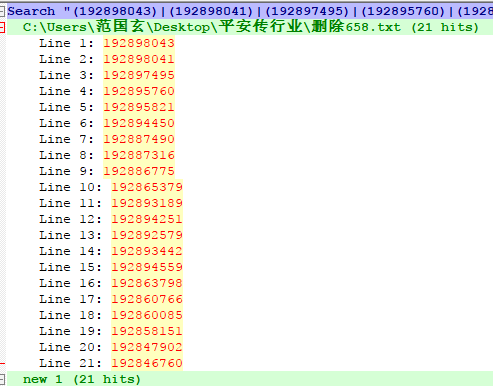 Search "(192898043)|(192898041)|(192897495)|(192895760)|(1928
C:\Users\范国玄\Desktop\平安传行业\删除658.txt (21 hits)
Line 1: 192898043
Line 2: 192898041
Line 3: 192897495
Line 4: 192895760
Line 5: 192895821
Line 6: 192894450
Line 7: 192887490
Line 8: 192887316
Line 9: 192886775
Line 10: 192865379
Line 11: 192893189
Line 12: 192894251
Line 13: 192892579
Line 14: 192893442
Line 15: 192894559
Line 16: 192863798
Line 17: 192860766
Line 18: 192860085
Line 19: 192858151
Line 20: 192847902
Line 21: 192846760
new 1 (21 hits)